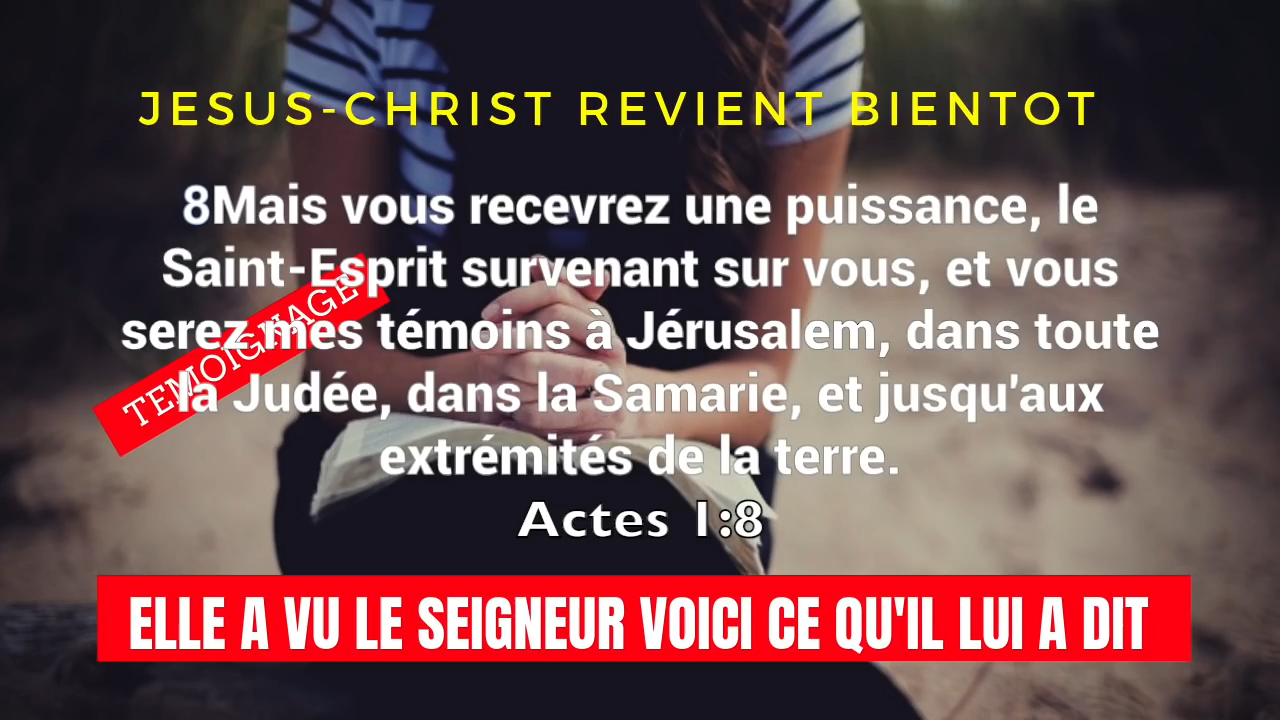 JESUS-CHRIST REVIENT BIENTOT
8Mais vous recevrez une puissance, le
Saint-Esprit survenant sur vous, et vous
serez mes témoins à Jérusalem, dans toute
la Judée, dans la Samarie, et jusqu'aux
extrémités de la terre.
TEMOIGNAGE
Actes 1:8
ELLE A VU LE SEIGNEUR VOICI CE QU'IL LUI A DIT